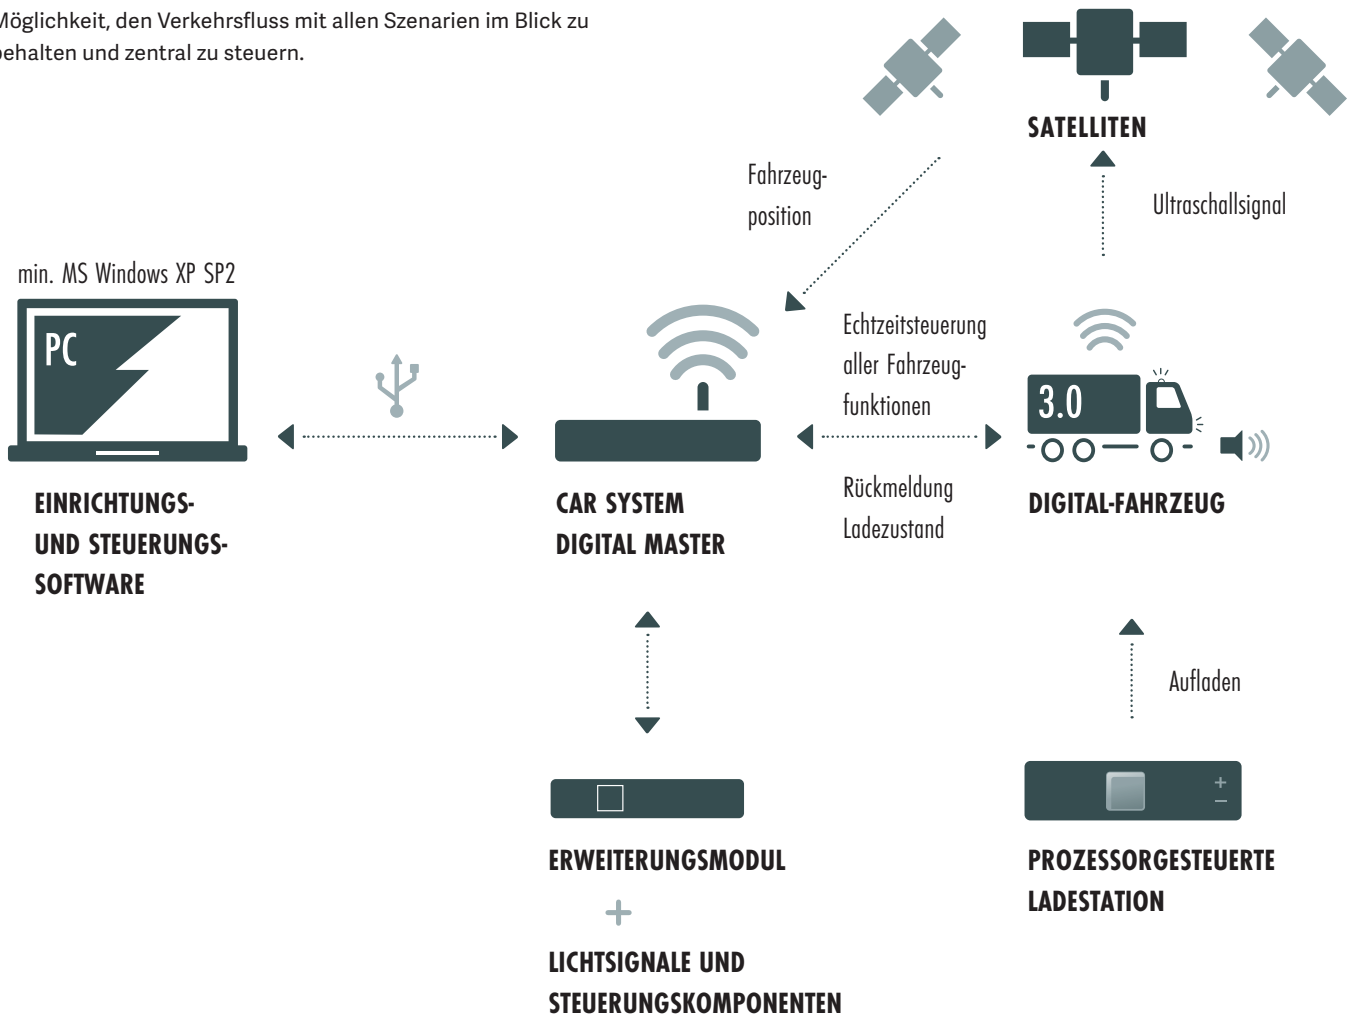 Möglichkeit, den Verkehrsfluss mit allen Szenarien im Blick zu
behalten und zentral zu steuern.
SATELLITEN
Fahrzeug-
position
Ultraschallsignal
min. MS Windows XP SP2
PC
Echtzeitsteuerung
aller Fahrzeug-
funktionen
3.0
EINRICHTUNGS-
UND STEUERUNGS-
SOFTWARE
CAR SYSTEM
DIGITAL MASTER
Rückmeldung
Ladezustand
DIGITAL-FAHRZEUG
Aufladen
+
–
ERWEITERUNGSMODUL
+
LICHTSIGNALE UND
STEUERUNGSKOMPONENTEN
PROZESSORGESTEUERTE
LADESTATION